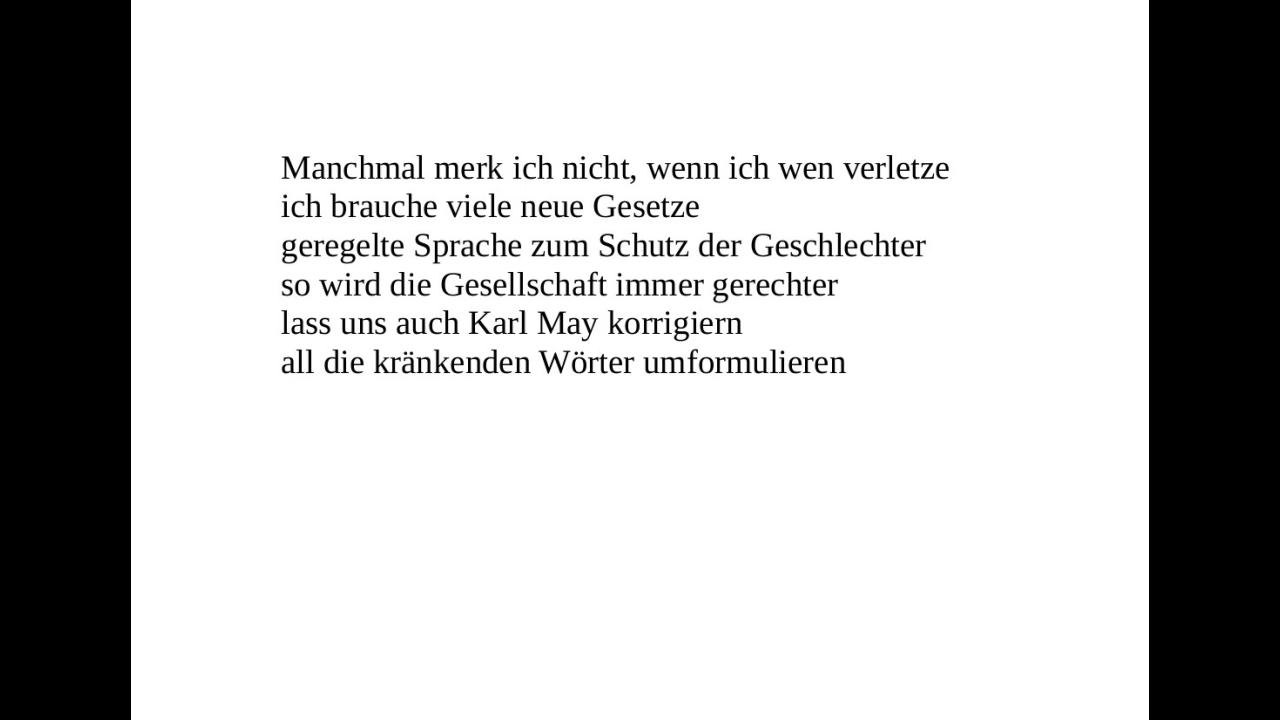 Manchmal merk ich nicht, wenn ich wen verletze
ich brauche viele neue Gesetze
geregelte Sprache zum Schutz der Geschlechter
so wird die Gesellschaft immer gerechter
lass uns auch Karl May korrigiern
all die kränkenden Wörter umformulieren